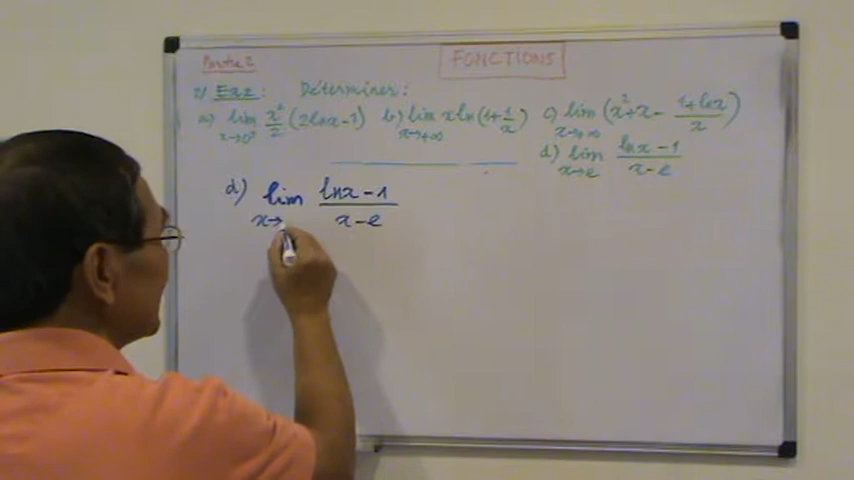 Partie 2
FONCTIONS
2) Ex2 : Déterminer :
a) lim x→0⁺ x²/2 (2lnx-1) b) lim x→+∞ x ln(1+1/x) c) lim x→+∞ (x²+x- (1+lnx)/x)
d) lim x→e (lnx-1)/(x-e)
d) lim x→ (lnx-1)/(x-e)